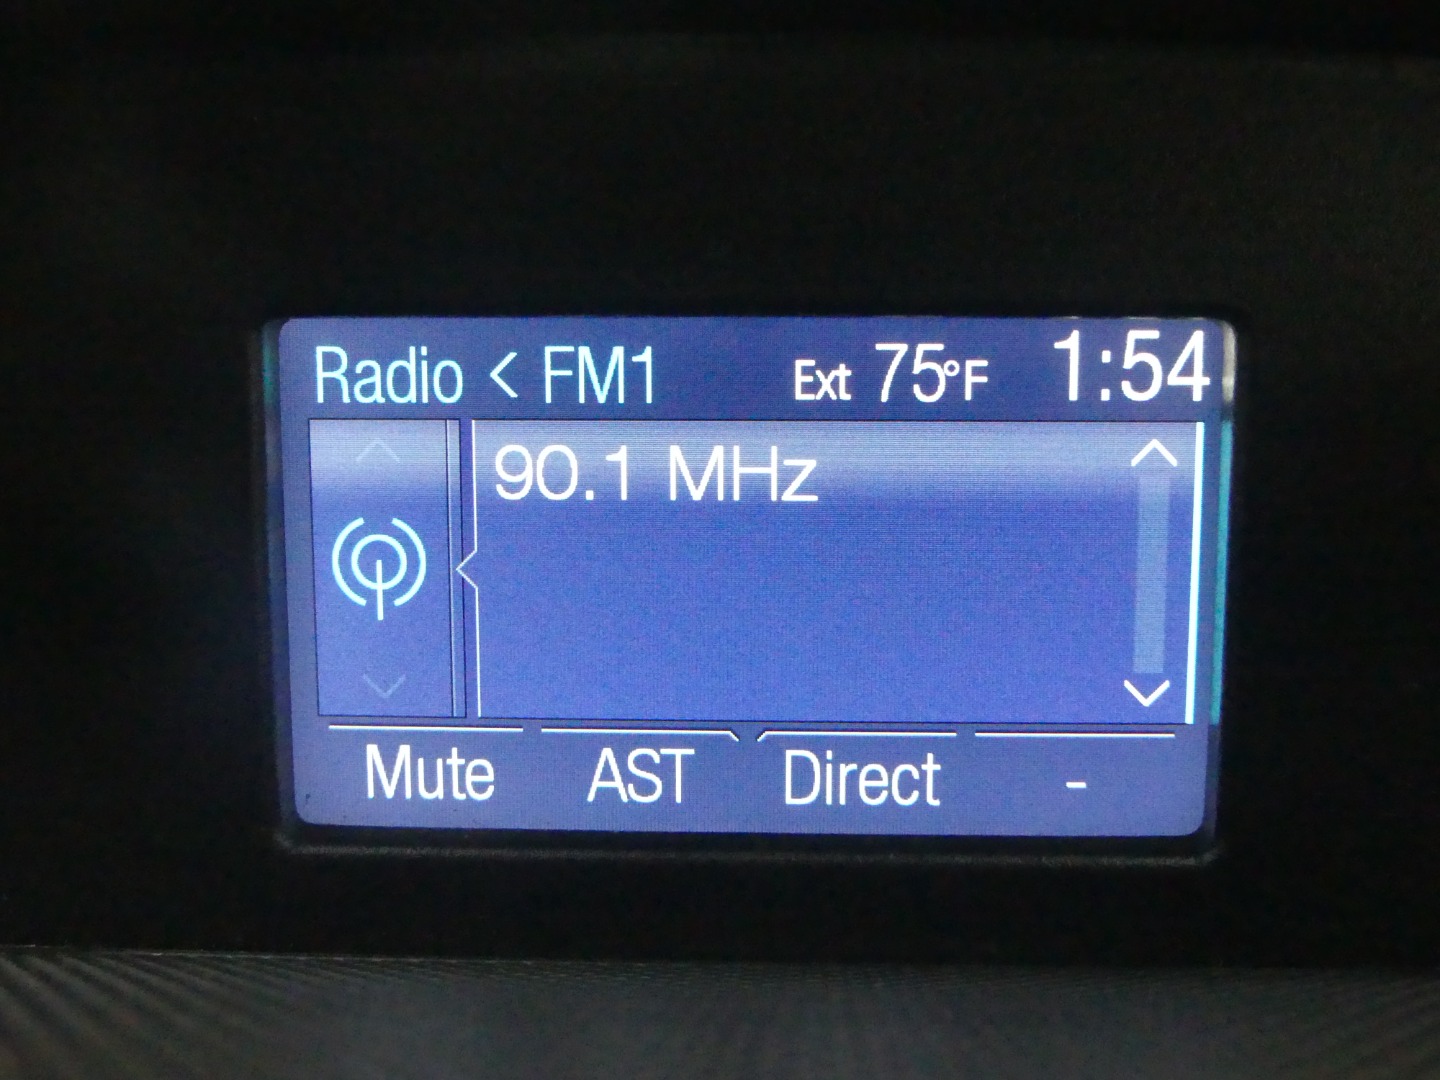 Radio < FM1 Ext 75°F 1:54
90.1 MHz
Mute AST Direct -